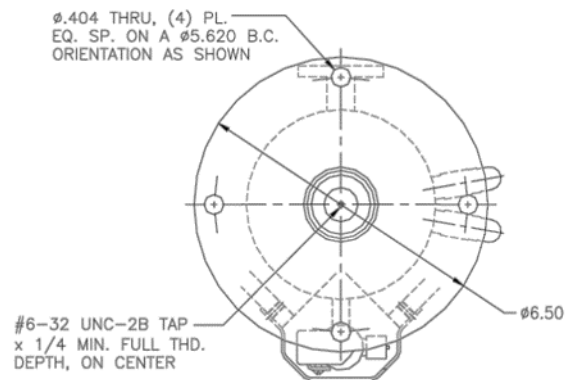 ø.404 THRU, (4) PL.
EQ. SP. ON A ø5.620 B.C.
ORIENTATION AS SHOWN
ø6.50
#6-32 UNC-2B TAP
x 1/4 MIN. FULL THD.
DEPTH, ON CENTER